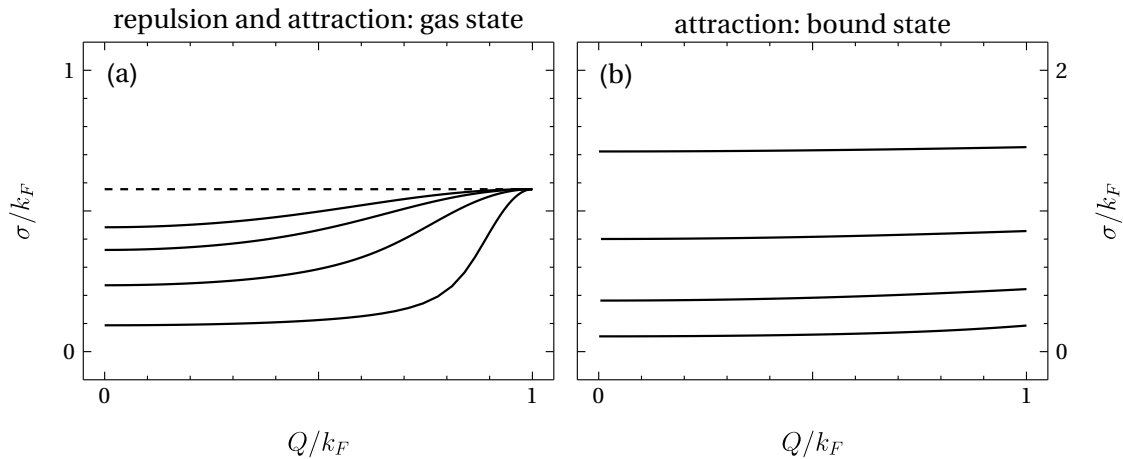 repulsion and attraction: gas state
(a)
1
0
σ/k_F
0
1
Q/k_F
attraction: bound state
(b)
2
0
σ/k_F
0
1
Q/k_F